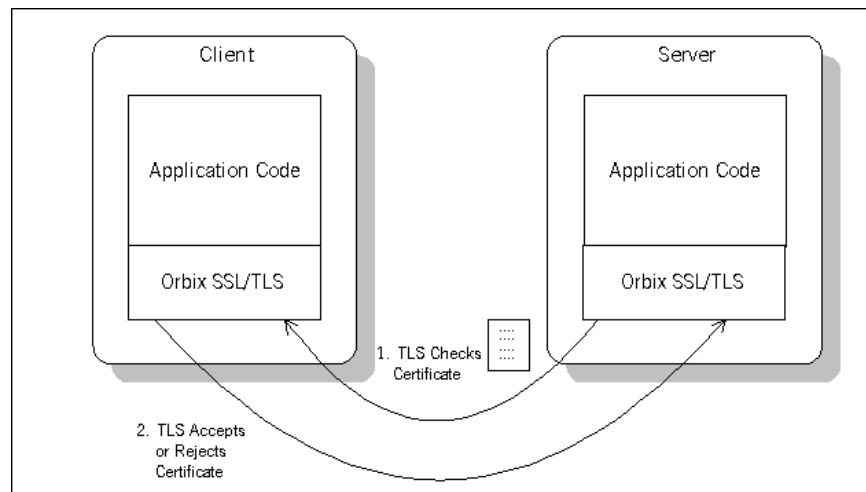 Client
Server
Application Code
Application Code
Orbix SSL/TLS
Orbix SSL/TLS
1. TLS Checks
Certificate
2. TLS Accepts
or Rejects
Certificate